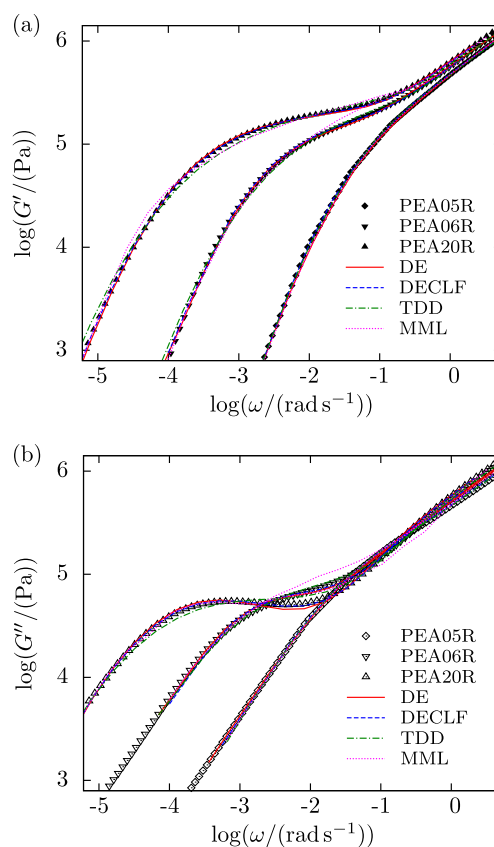 (a)
6
5
4
3
log(G′/(Pa))
PEA05R
PEA06R
PEA20R
DE
DECLF
TDD
MML
-5 -4 -3 -2 -1 0
log(ω/(rad s⁻¹))
(b)
6
5
4
3
log(G′′/(Pa))
PEA05R
PEA06R
PEA20R
DE
DECLF
TDD
MML
-5 -4 -3 -2 -1 0
log(ω/(rad s⁻¹))